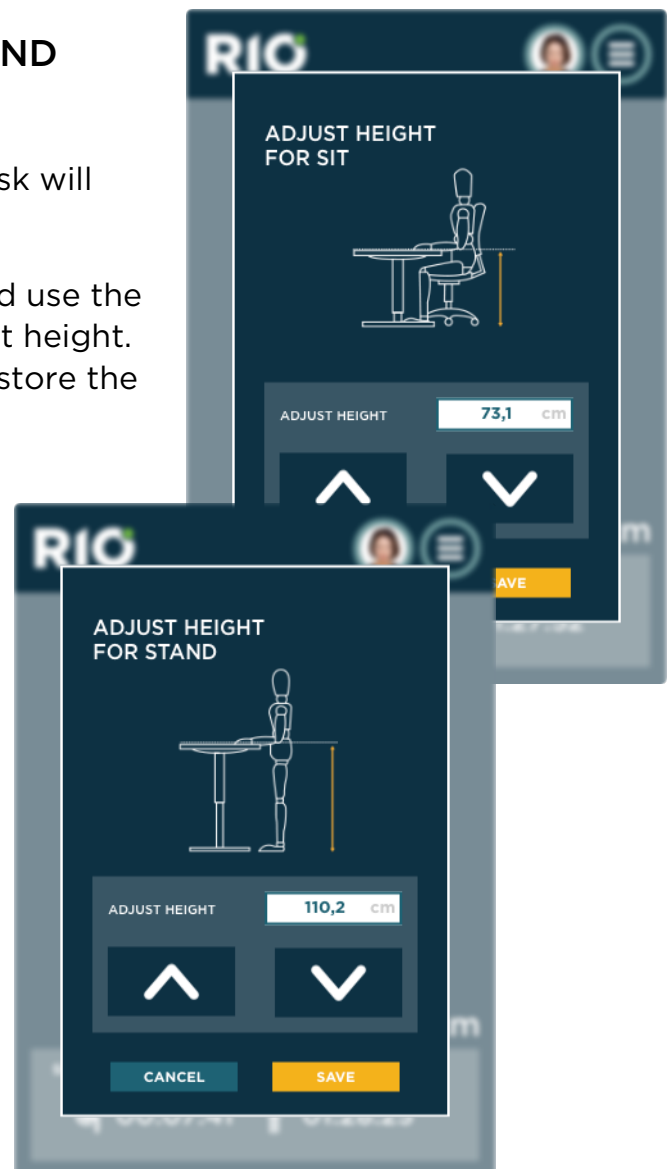 ND
sk will
d use the
t height.
store the
RIO
ADJUST HEIGHT
FOR SIT
ADJUST HEIGHT 73,1 cm
m
AVE
RIO
ADJUST HEIGHT
FOR STAND
ADJUST HEIGHT 110,2 cm
m
CANCEL SAVE